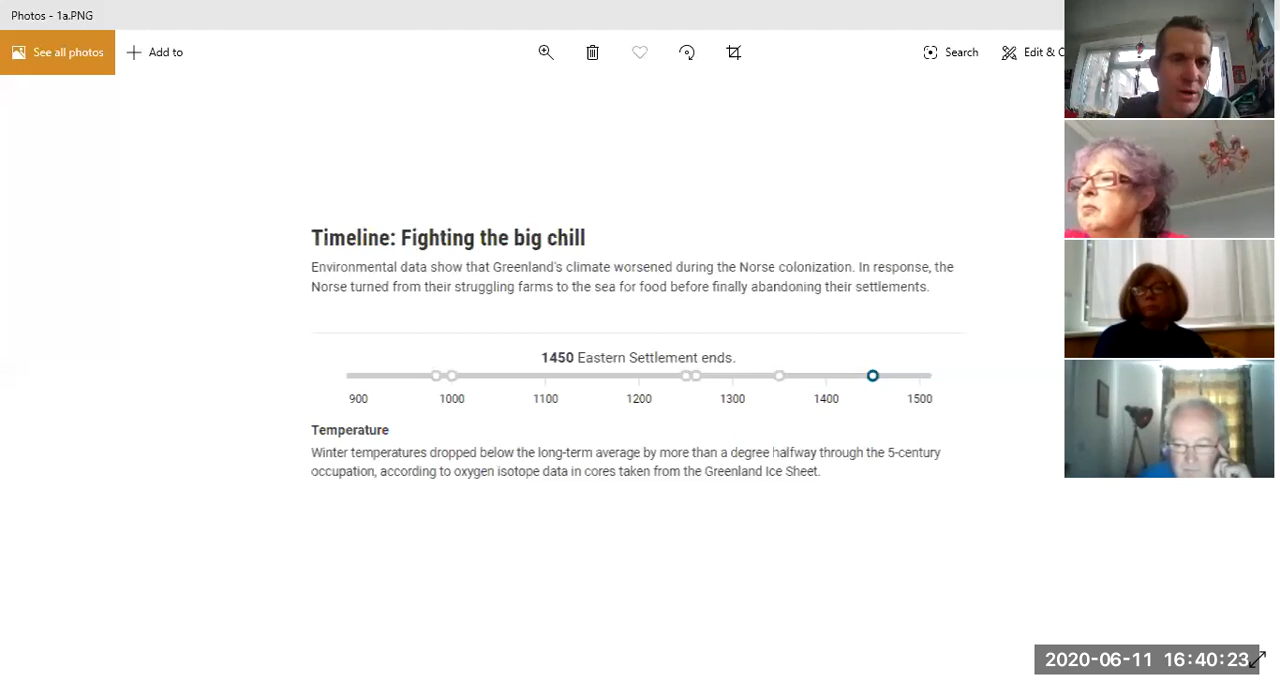 Photos - 1a.PNG
See all photos
Add to
Search
Edit & C
Timeline: Fighting the big chill
Environmental data show that Greenland's climate worsened during the Norse colonization. In response, the
Norse turned from their struggling farms to the sea for food before finally abandoning their settlements.
1450 Eastern Settlement ends.
900 1000 1100 1200 1300 1400 1500
Temperature
Winter temperatures dropped below the long-term average by more than a degree halfway through the 5-century
occupation, according to oxygen isotope data in cores taken from the Greenland Ice Sheet.
2020-06-11 16:40:23